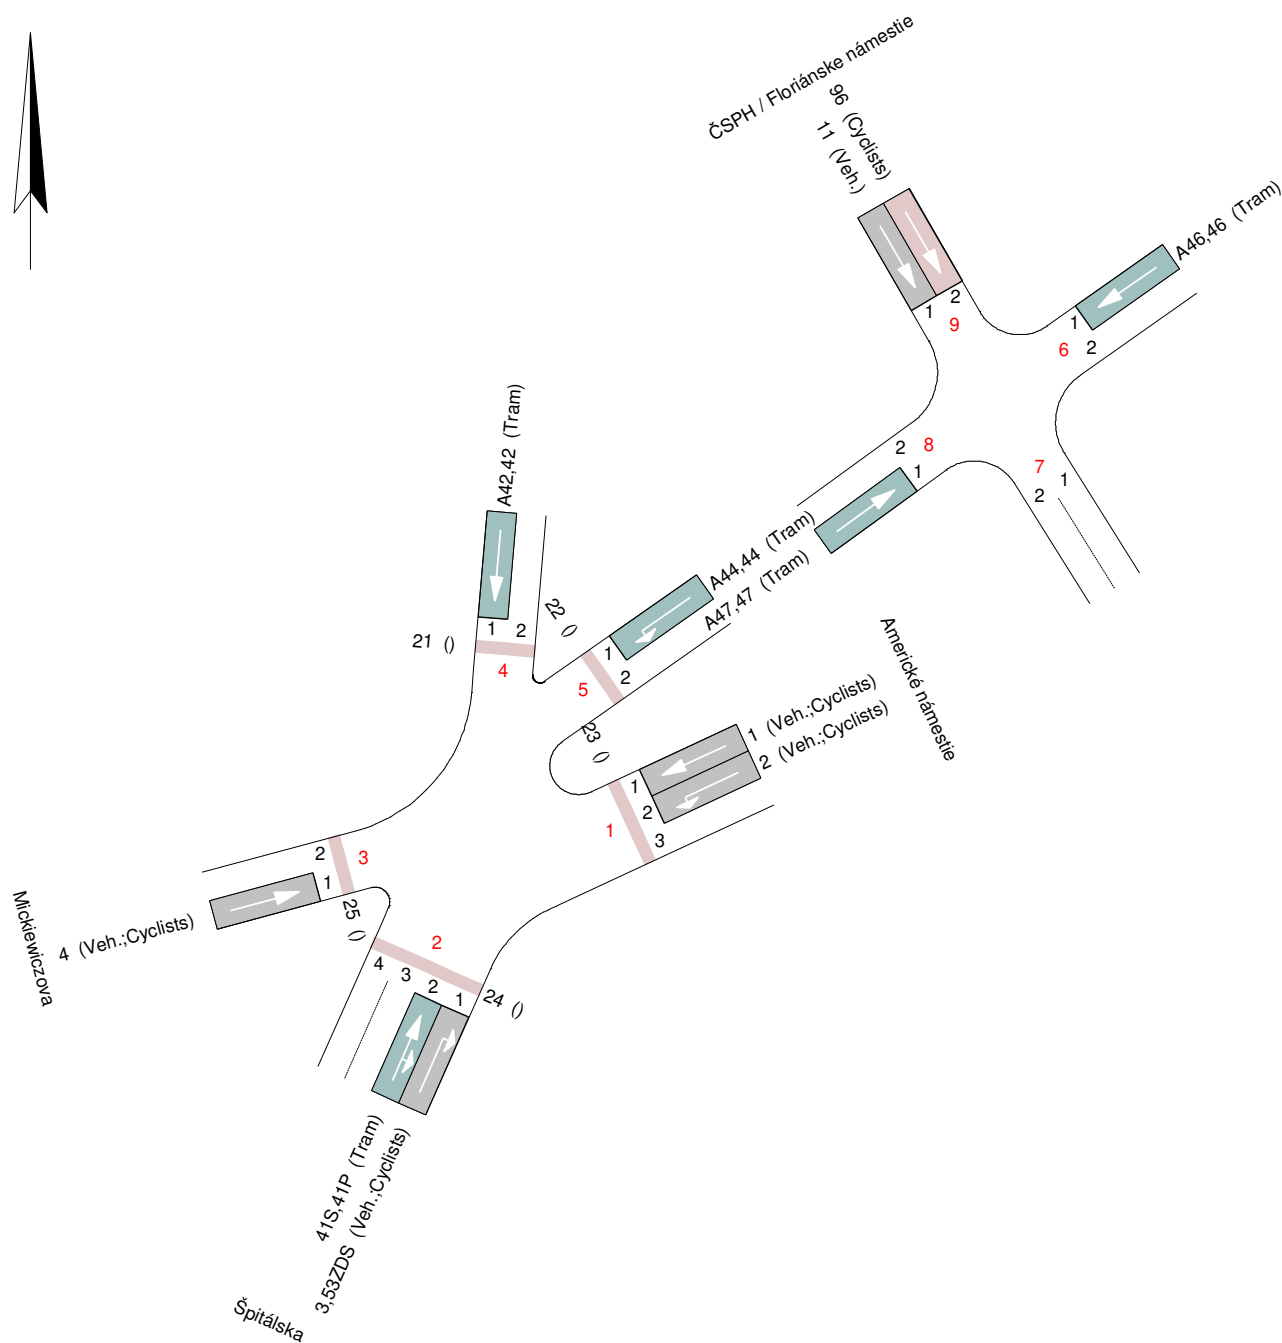 ČSPH / Floriánske námestie
96 (Cyclists)
11 (Veh.)
A46,46 (Tram)
1
2
9
1
2
6
2
8
1
7
1
2
A42,42 (Tram)
A44,44 (Tram)
A47,47 (Tram)
22 ()
21 ()
1
2
4
1
2
5
Americké námestie
23 ()
1 (Veh.;Cyclists)
2 (Veh.;Cyclists)
1
2
3
1
2
3
1
Mickiewiczova
4 (Veh.;Cyclists)
25 ()
2
4
3
2
1
24 ()
41S,41P (Tram)
3,53ZDS (Veh.;Cyclists)
Špitálska